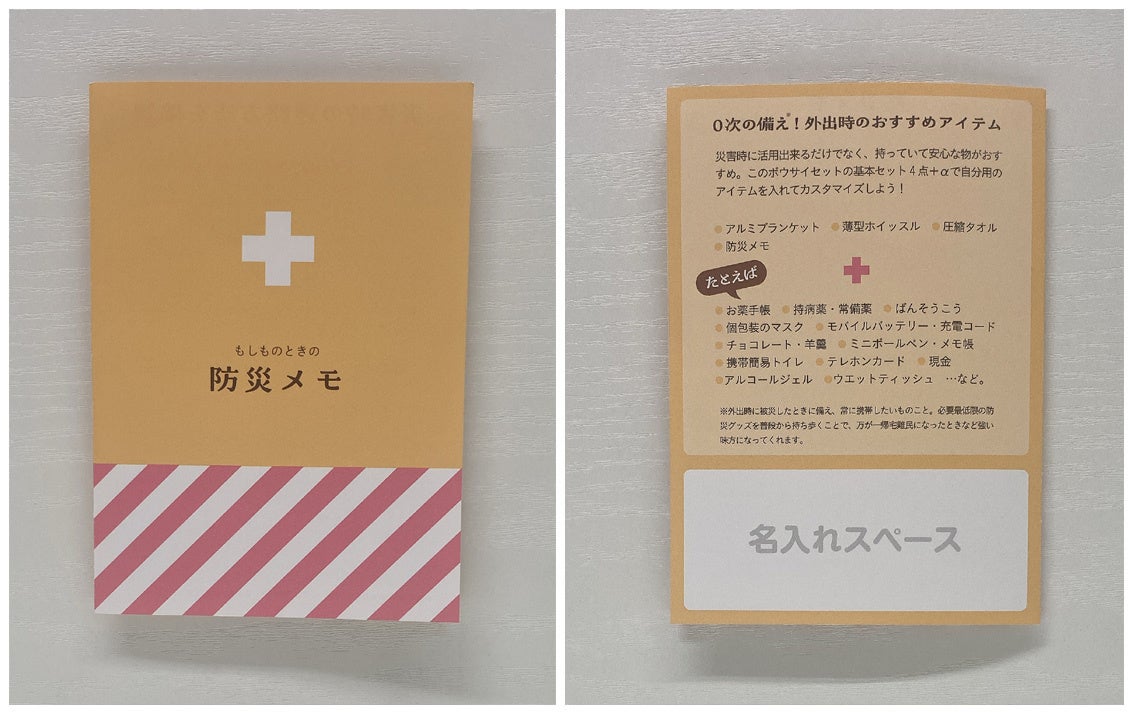 もしものときの
防災メモ
0次の備え！外出時のおすすめアイテム
災害時に活用出来るだけでなく、持っていて安心な物がおす
すめ。このボウサイセットの基本セット4点＋αで自分用の
アイテムを入れてカスタマイズしよう！
●アルミブランケット ●薄型ホイッスル ●圧縮タオル
●防災メモ
たとえば
●お薬手帳 ●持病薬・常備薬 ●ばんそうこう
●個包装のマスク ●モバイルバッテリー・充電コード
●チョコレート・羊羹 ●ミニボールペン・メモ帳
●携帯簡易トイレ ●テレホンカード ●現金
●アルコールジェル ●ウエットティッシュ …など。
※外出時に被災したときに備え、常に携帯したいものこと。必要最低限の防
災グッズを普段から持ち歩くことで、万が一帰宅難民になったときなど強い
味方になってくれます。
名入れスペース